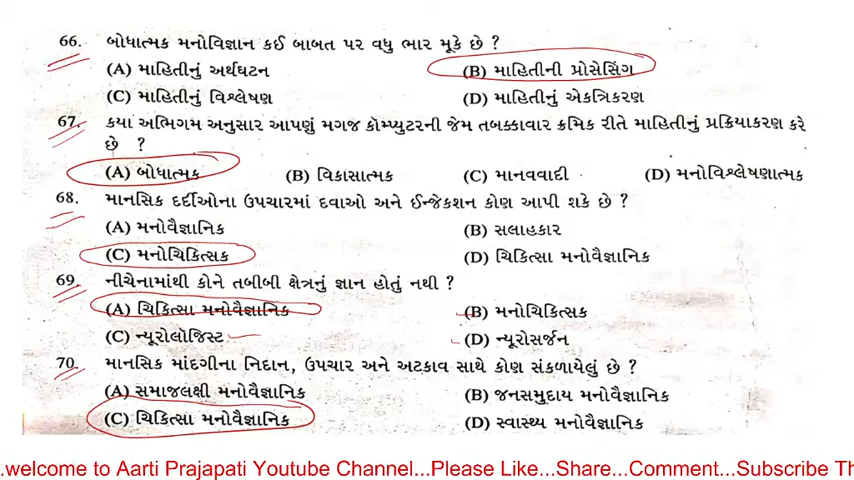 66. બોધાત્મક મનોવિજ્ઞાન કઈ બાબત પર વધુ ભાર મૂકે છે ?
(A) માહિતીનું અર્થઘટન (B) માહિતીની પ્રોસેસિંગ
(C) માહિતીનું વિશ્લેષણ (D) માહિતીનું એકત્રિકરણ
67. કયા અભિગમ અનુસાર આપણું મગજ કૉમ્પ્યુટરની જેમ તબક્કાવાર ક્રમિક રીતે માહિતીનું પ્રક્રિયાકરણ કરે
છે ?
(A) બોધાત્મક (B) વિકાસાત્મક (C) માનવવાદી (D) મનોવિશ્લેષણાત્મક
68. માનસિક દર્દીઓના ઉપચારમાં દવાઓ અને ઈન્જેકશન કોણ આપી શકે છે ?
(A) મનોવૈજ્ઞાનિક (B) સલાહકાર
(C) મનોચિકિત્સક (D) ચિકિત્સા મનોવૈજ્ઞાનિક
69. નીચેનામાંથી કોને તબીબી ક્ષેત્રનું જ્ઞાન હોતું નથી ?
(A) ચિકિત્સા મનોવૈજ્ઞાનિક (B) મનોચિકિત્સક
(C) ન્યૂરોલોજિસ્ટ (D) ન્યૂરોસર્જન
70. માનસિક માંદગીના નિદાન, ઉપચાર અને અટકાવ સાથે કોણ સંકળાયેલું છે ?
(A) સમાજલક્ષી મનોવૈજ્ઞાનિક (B) જનસમુદાય મનોવૈજ્ઞાનિક
(C) ચિકિત્સા મનોવૈજ્ઞાનિક (D) સ્વાસ્થ્ય મનોવૈજ્ઞાનિક
..welcome to Aarti Prajapati Youtube Channel...Please Like...Share...Comment...Subscribe Th